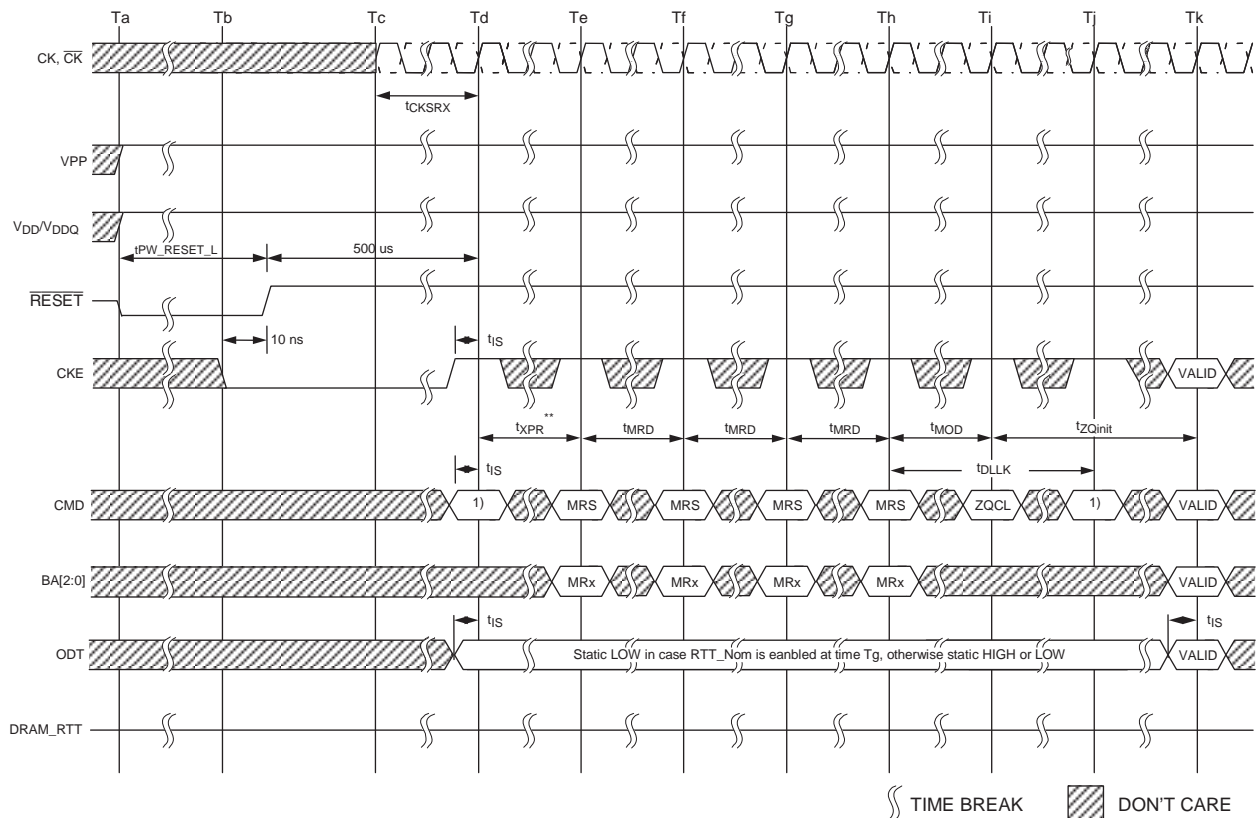 Ta Tb Tc Td Te Tf Tg Th Ti Tj Tk
CK, CK
tCKSRX
VPP
VDD/VDDQ
tPW_RESET_L 500 us
RESET
10 ns tIS
CKE VALID
tXPR** tMRD tMRD tMRD tMOD tZQinit
tIS tDLLK
CMD 1) MRS MRS MRS MRS ZQCL 1) VALID
BA[2:0] MRx MRx MRx MRx VALID
tIS tIS
ODT Static LOW in case RTT_Nom is eanbled at time Tg, otherwise static HIGH or LOW VALID
DRAM_RTT
TIME BREAK DON'T CARE